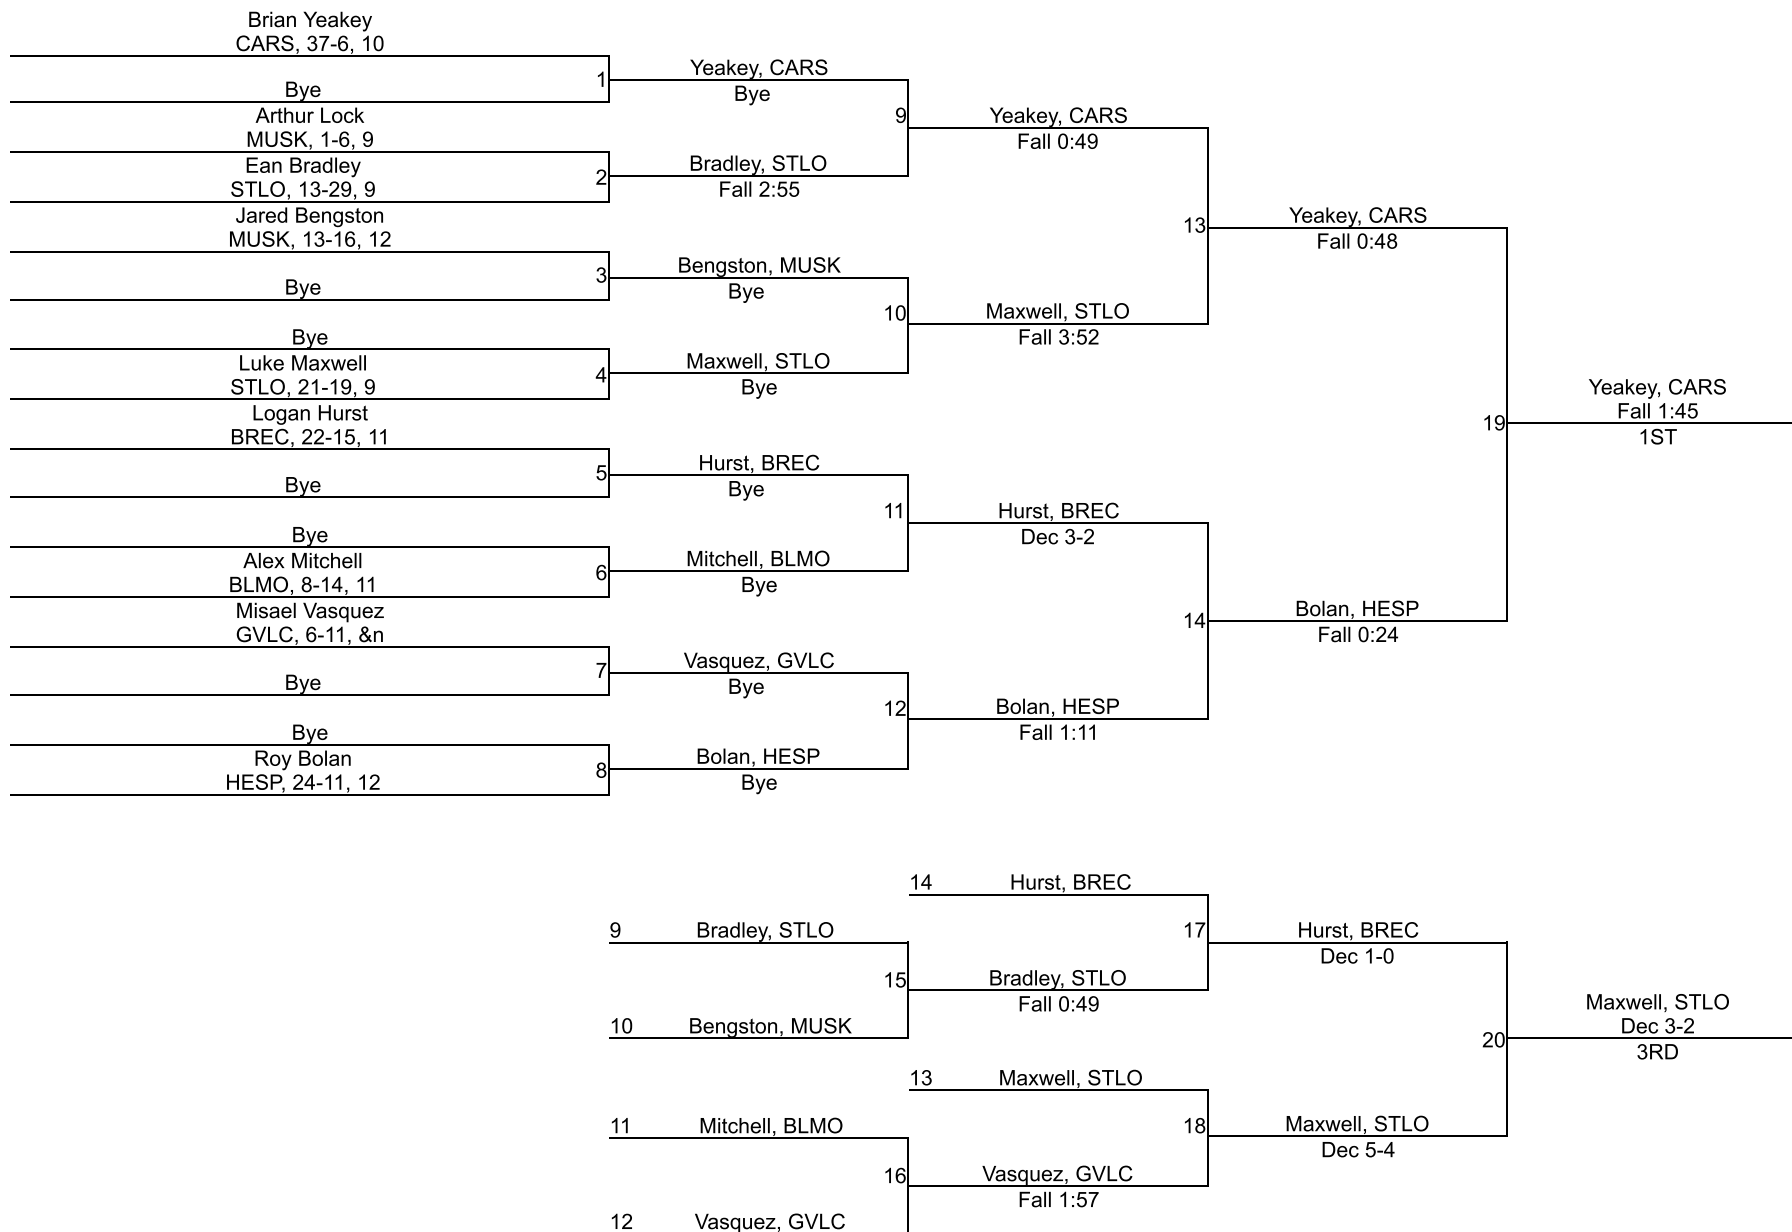 Brian Yeakey
CARS, 37-6, 10
Bye
Arthur Lock
MUSK, 1-6, 9
Ean Bradley
STLO, 13-29, 9
Jared Bengston
MUSK, 13-16, 12
Bye
Bye
Luke Maxwell
STLO, 21-19, 9
Logan Hurst
BREC, 22-15, 11
Bye
Bye
Alex Mitchell
BLMO, 8-14, 11
Misael Vasquez
GVLC, 6-11, &n
Bye
Bye
Roy Bolan
HESP, 24-11, 12
1
2
3
4
5
6
7
8
Yeakey, CARS
Bye
Bradley, STLO
Fall 2:55
Bengston, MUSK
Bye
Maxwell, STLO
Bye
Hurst, BREC
Bye
Mitchell, BLMO
Bye
Vasquez, GVLC
Bye
Bolan, HESP
Bye
9
10
11
12
Yeakey, CARS
Fall 0:49
Maxwell, STLO
Fall 3:52
Hurst, BREC
Dec 3-2
Bolan, HESP
Fall 1:11
13
14
Yeakey, CARS
Fall 0:48
Bolan, HESP
Fall 0:24
19
Yeakey, CARS
Fall 1:45
1ST
9 Bradley, STLO
10 Bengston, MUSK
11 Mitchell, BLMO
12 Vasquez, GVLC
15
16
14 Hurst, BREC
Bradley, STLO
Fall 0:49
13 Maxwell, STLO
Vasquez, GVLC
Fall 1:57
17
18
Hurst, BREC
Dec 1-0
Maxwell, STLO
Dec 5-4
20
Maxwell, STLO
Dec 3-2
3RD